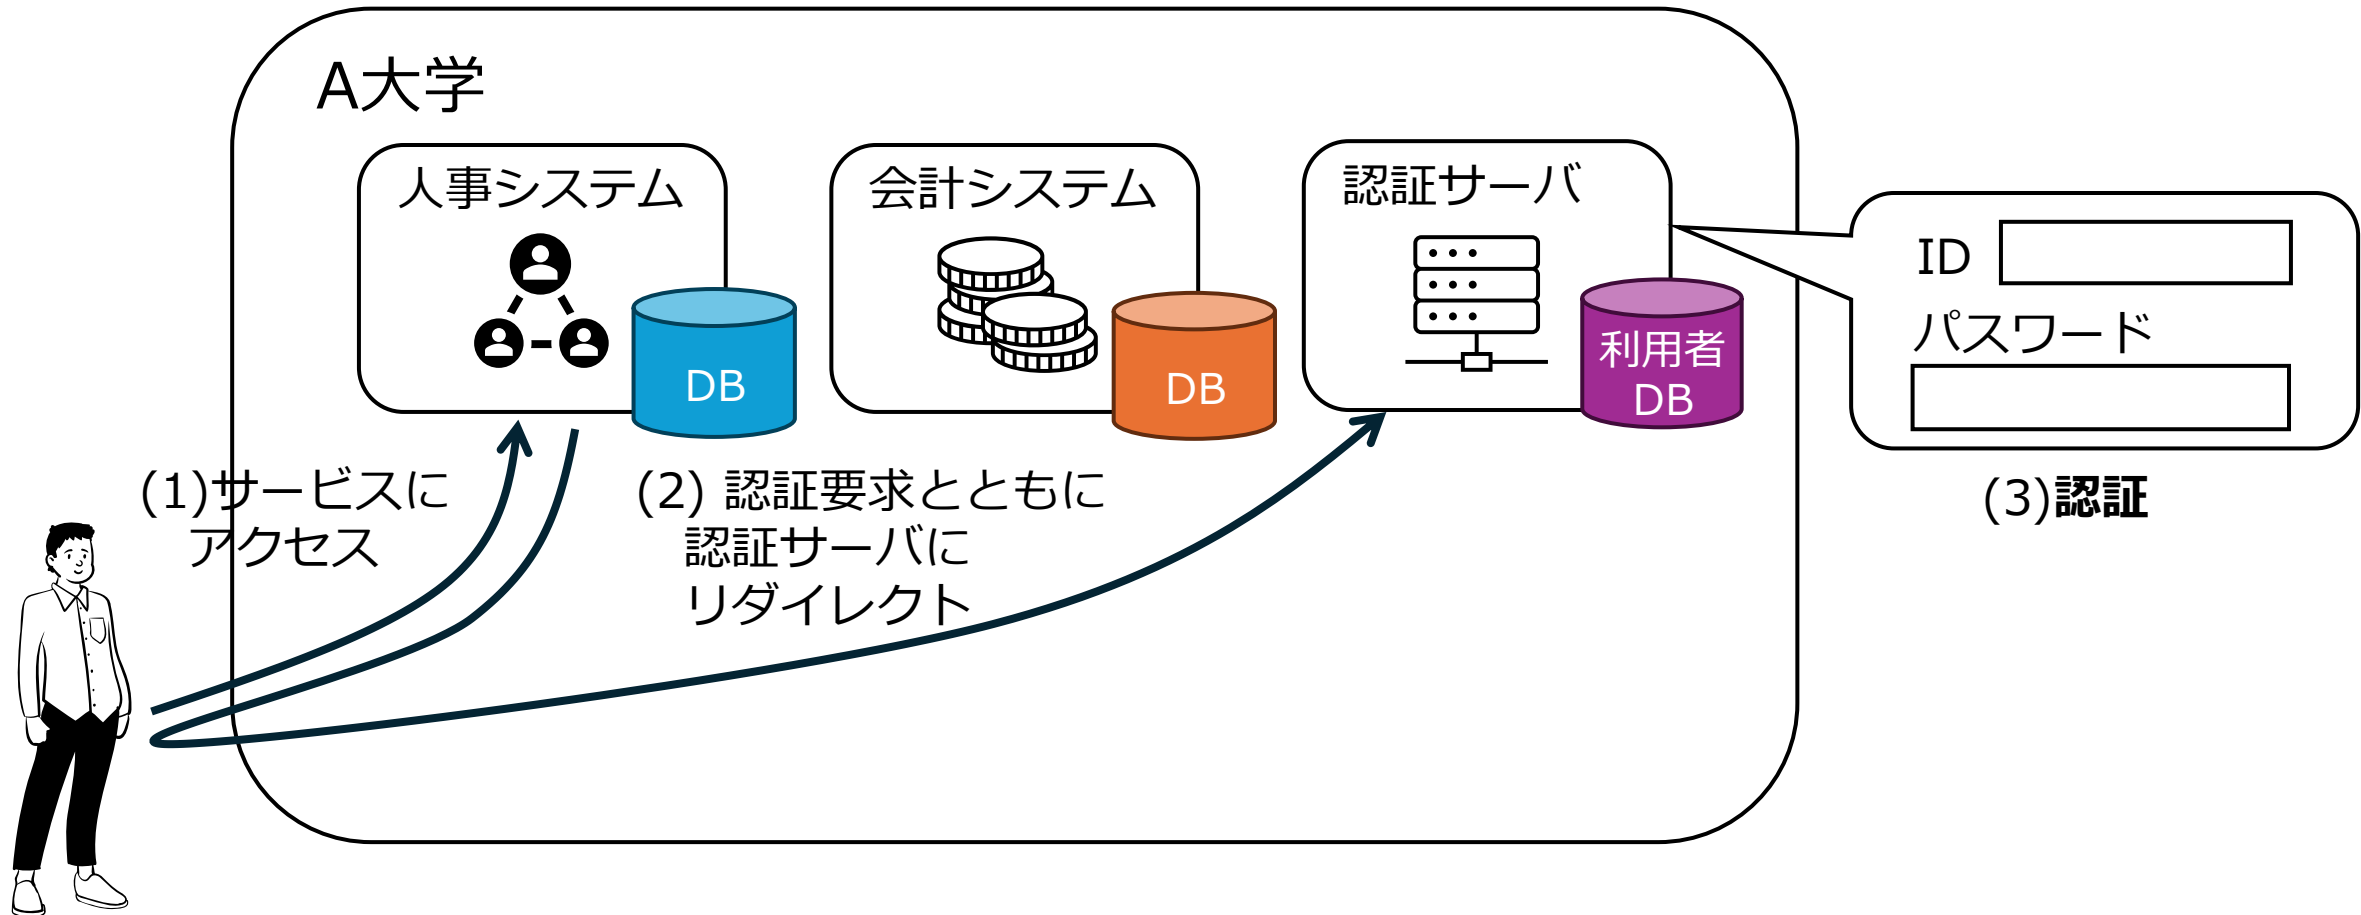 A大学
人事システム
DB
会計システム
DB
認証サーバ
利用者
DB
ID
パスワード
(1)サービスに
アクセス
(2) 認証要求とともに
認証サーバに
リダイレクト
(3)認証